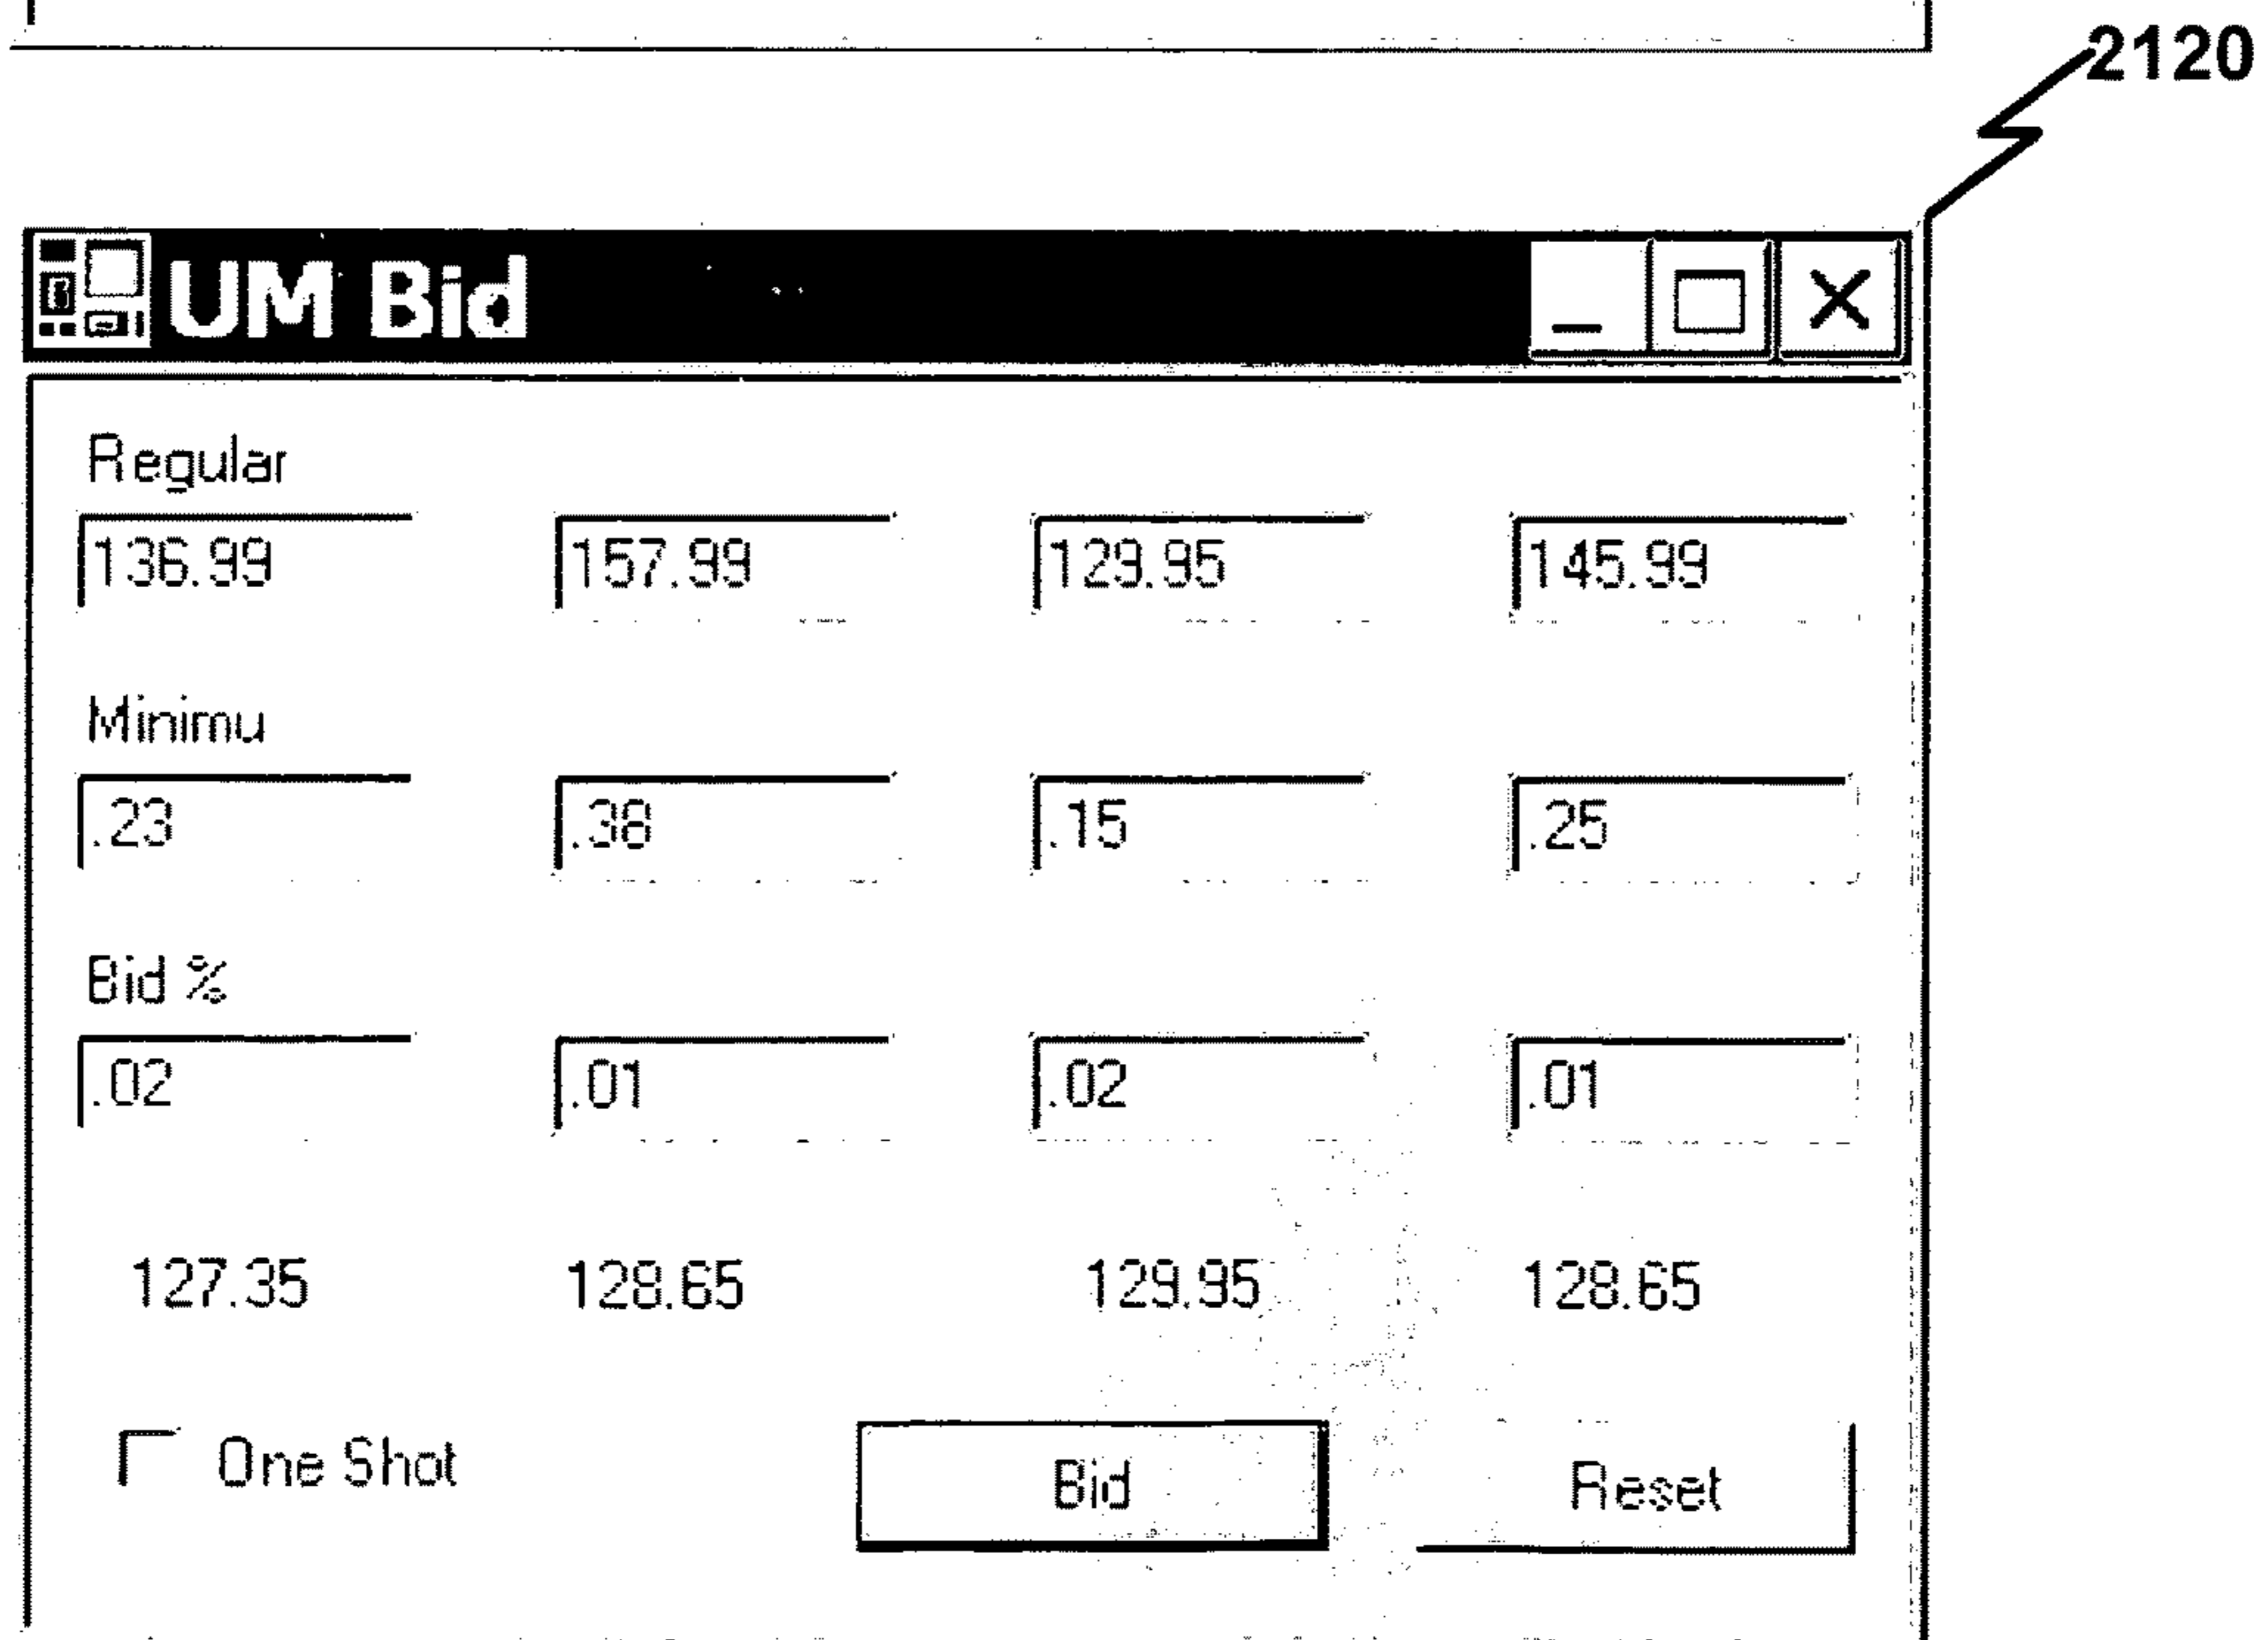 2120
UM Bid
Regular
136.99 157.99 129.95 145.99
Minimu
.23 .38 .15 .25
Bid %
.02 .01 .02 .01
127.35 128.65 129.95 128.65
One Shot Bid Reset